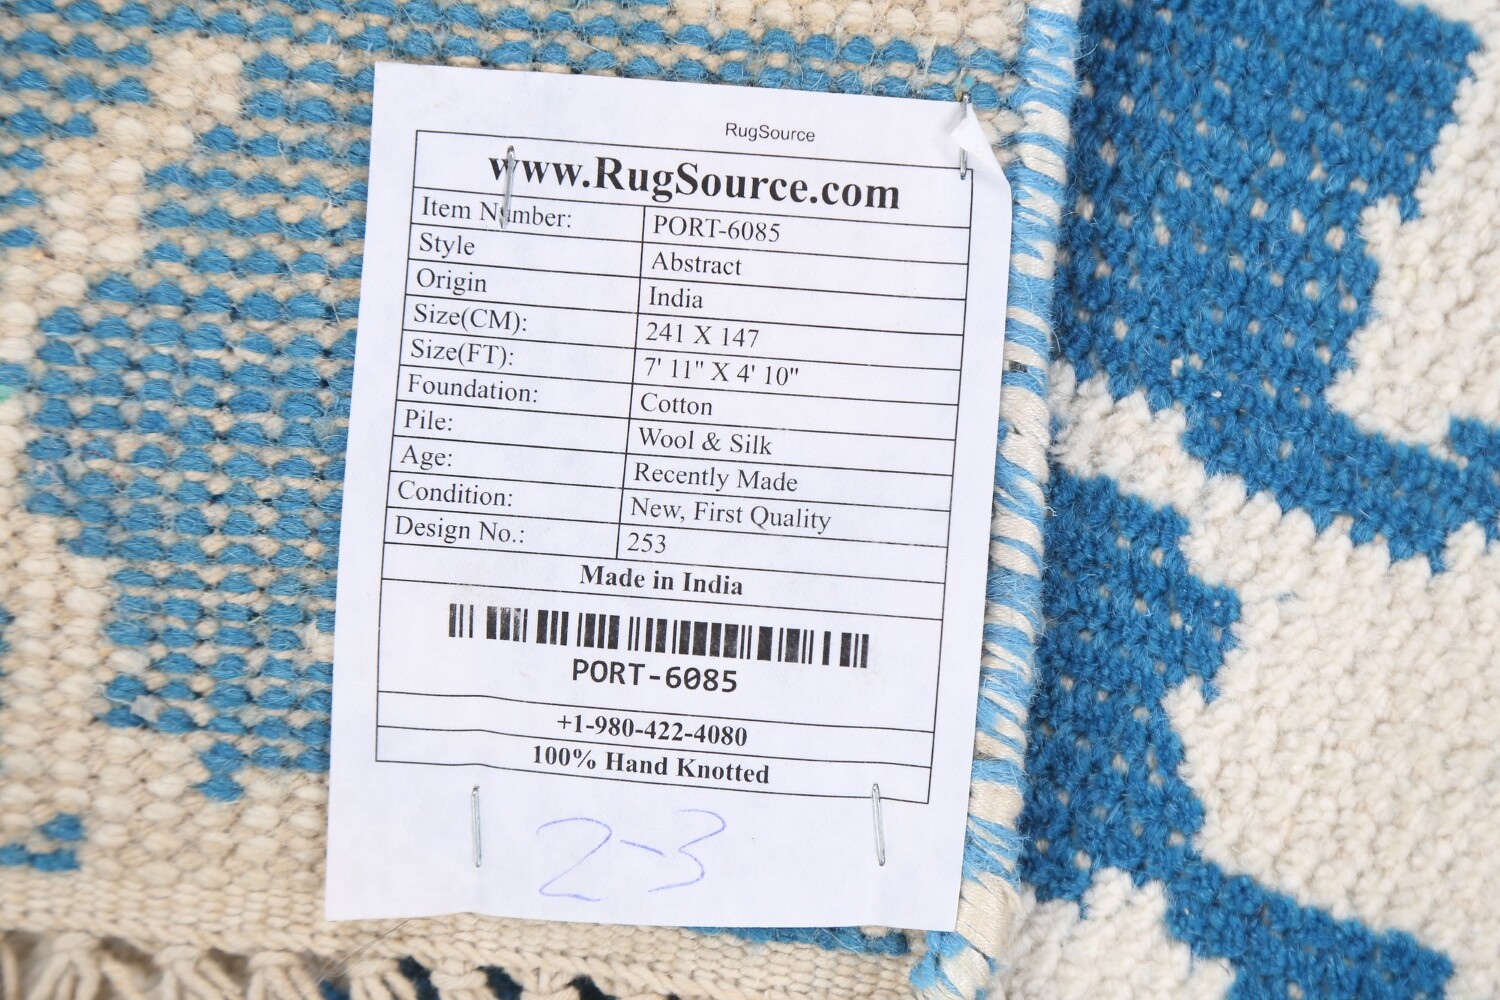 RugSource
www.RugSource.com
Item Number: PORT-6085
Style Abstract
Origin India
Size(CM): 241 X 147
Size(FT): 7' 11" X 4' 10"
Foundation: Cotton
Pile: Wool & Silk
Age: Recently Made
Condition: New, First Quality
Design No.: 253
Made in India
PORT-6085
+1-980-422-4080
100% Hand Knotted
2-3